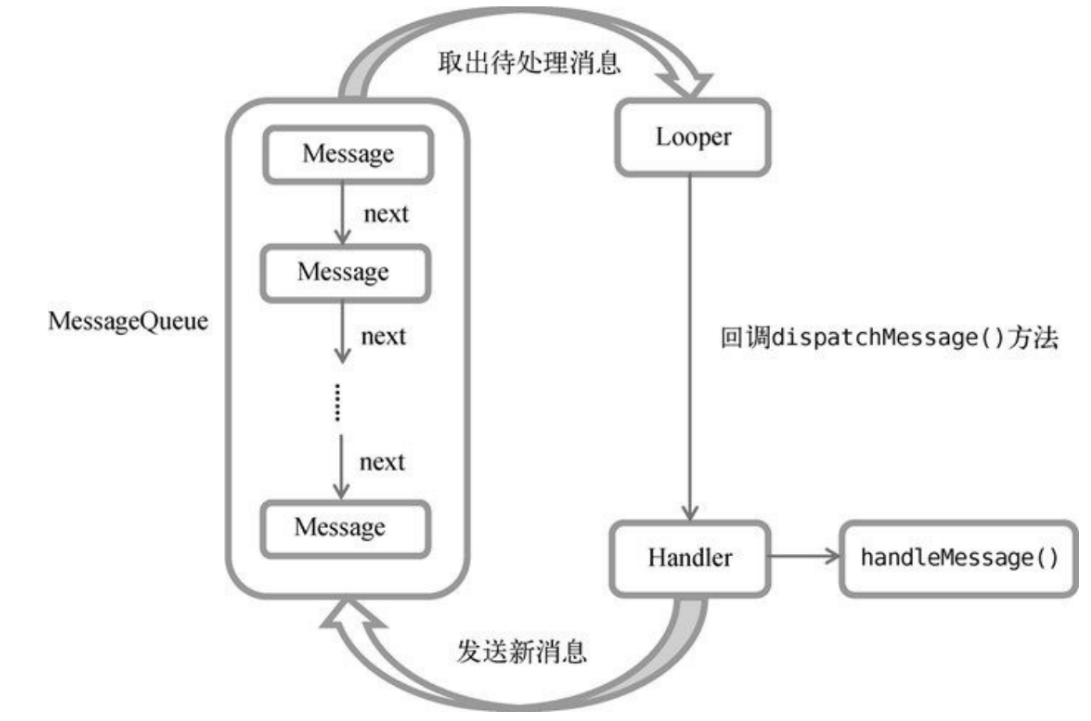 取出待处理消息
Message
Looper
next
Message
MessageQueue
next
回调dispatchMessage()方法
next
Message
Handler
handleMessage()
发送新消息